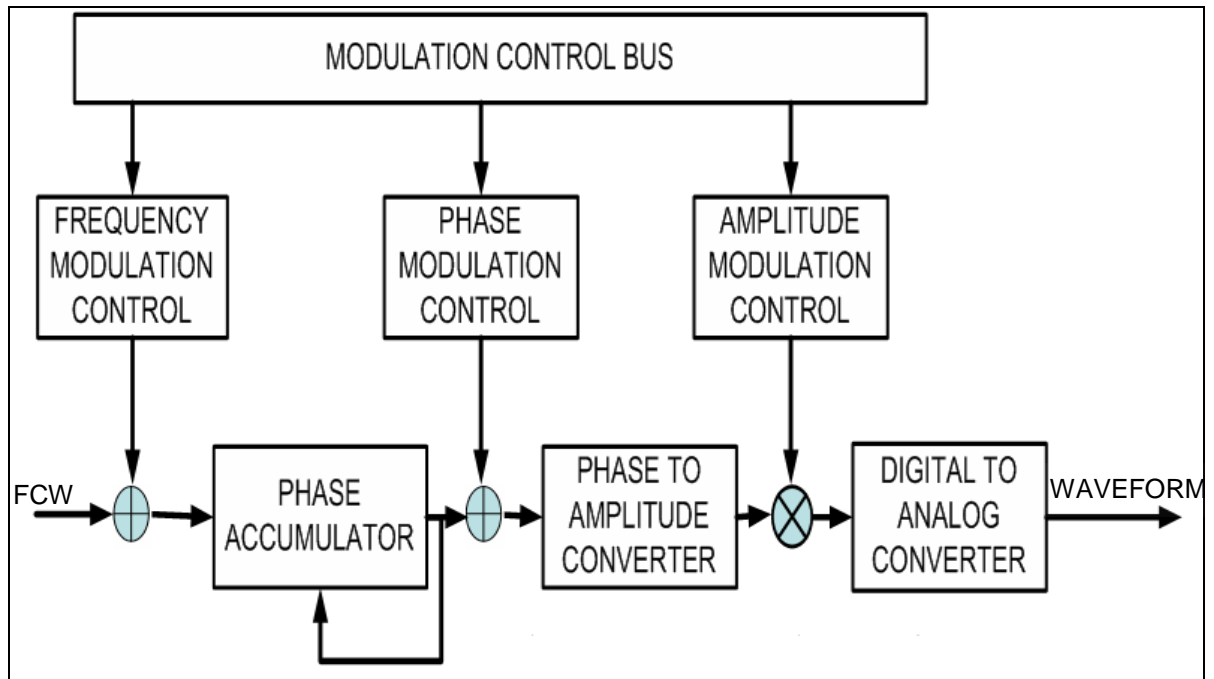 MODULATION CONTROL BUS
FREQUENCY
MODULATION
CONTROL
PHASE
MODULATION
CONTROL
AMPLITUDE
MODULATION
CONTROL
FCW
PHASE
ACCUMULATOR
PHASE TO
AMPLITUDE
CONVERTER
DIGITAL TO
ANALOG
CONVERTER
WAVEFORM